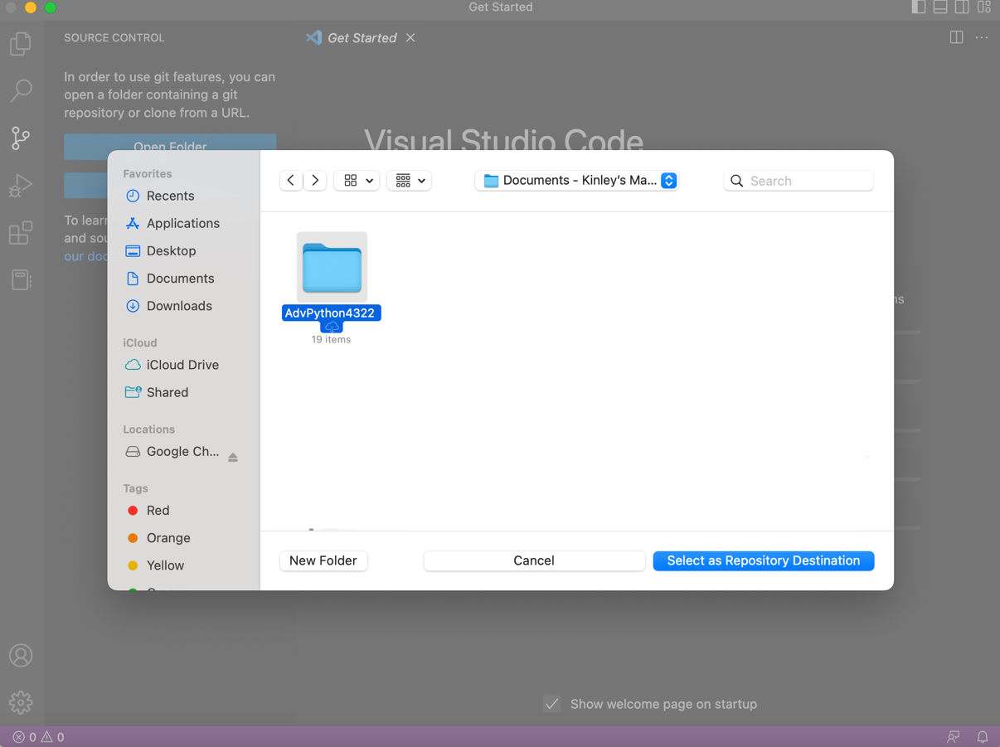 Get Started
SOURCE CONTROL
Get Started
In order to use git features, you can
open a folder containing a git
repository or clone from a URL.
Open Folder
To lear
and sou
our doc
Visual Studio Code
ns
Favorites
Recents
Applications
Desktop
Documents
Downloads
iCloud
iCloud Drive
Shared
Locations
Google Ch...
Tags
Red
Orange
Yellow
Documents - Kinley’s Ma...
Search
AdvPython4322
19 items
New Folder
Cancel
Select as Repository Destination
Show welcome page on startup
0 0